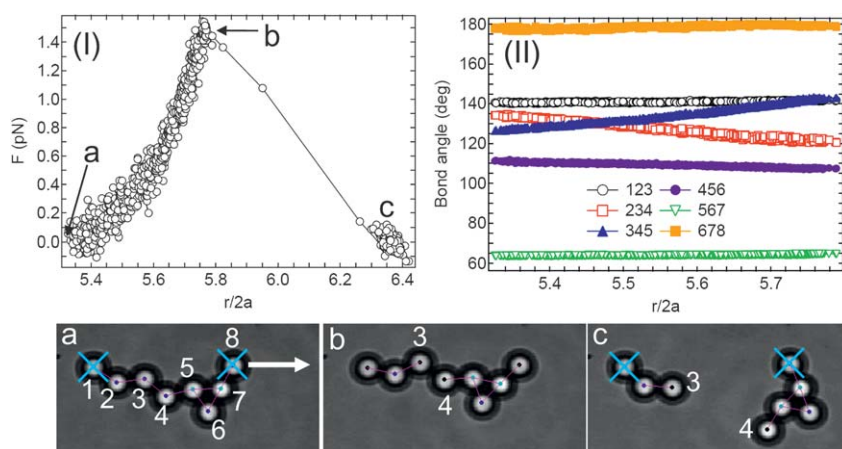 (I)
F (pN)
1.4
1.2
1.0
0.8
0.6
0.4
0.2
0.0
a
b
c
5.4 5.6 5.8 6.0 6.2 6.4
r/2a
(II)
Bond angle (deg)
180
160
140
120
100
80
60
123 456
234 567
345 678
5.4 5.5 5.6 5.7
r/2a
a
1
2
3
4
5
6
7
8
b
3
4
c
3
4